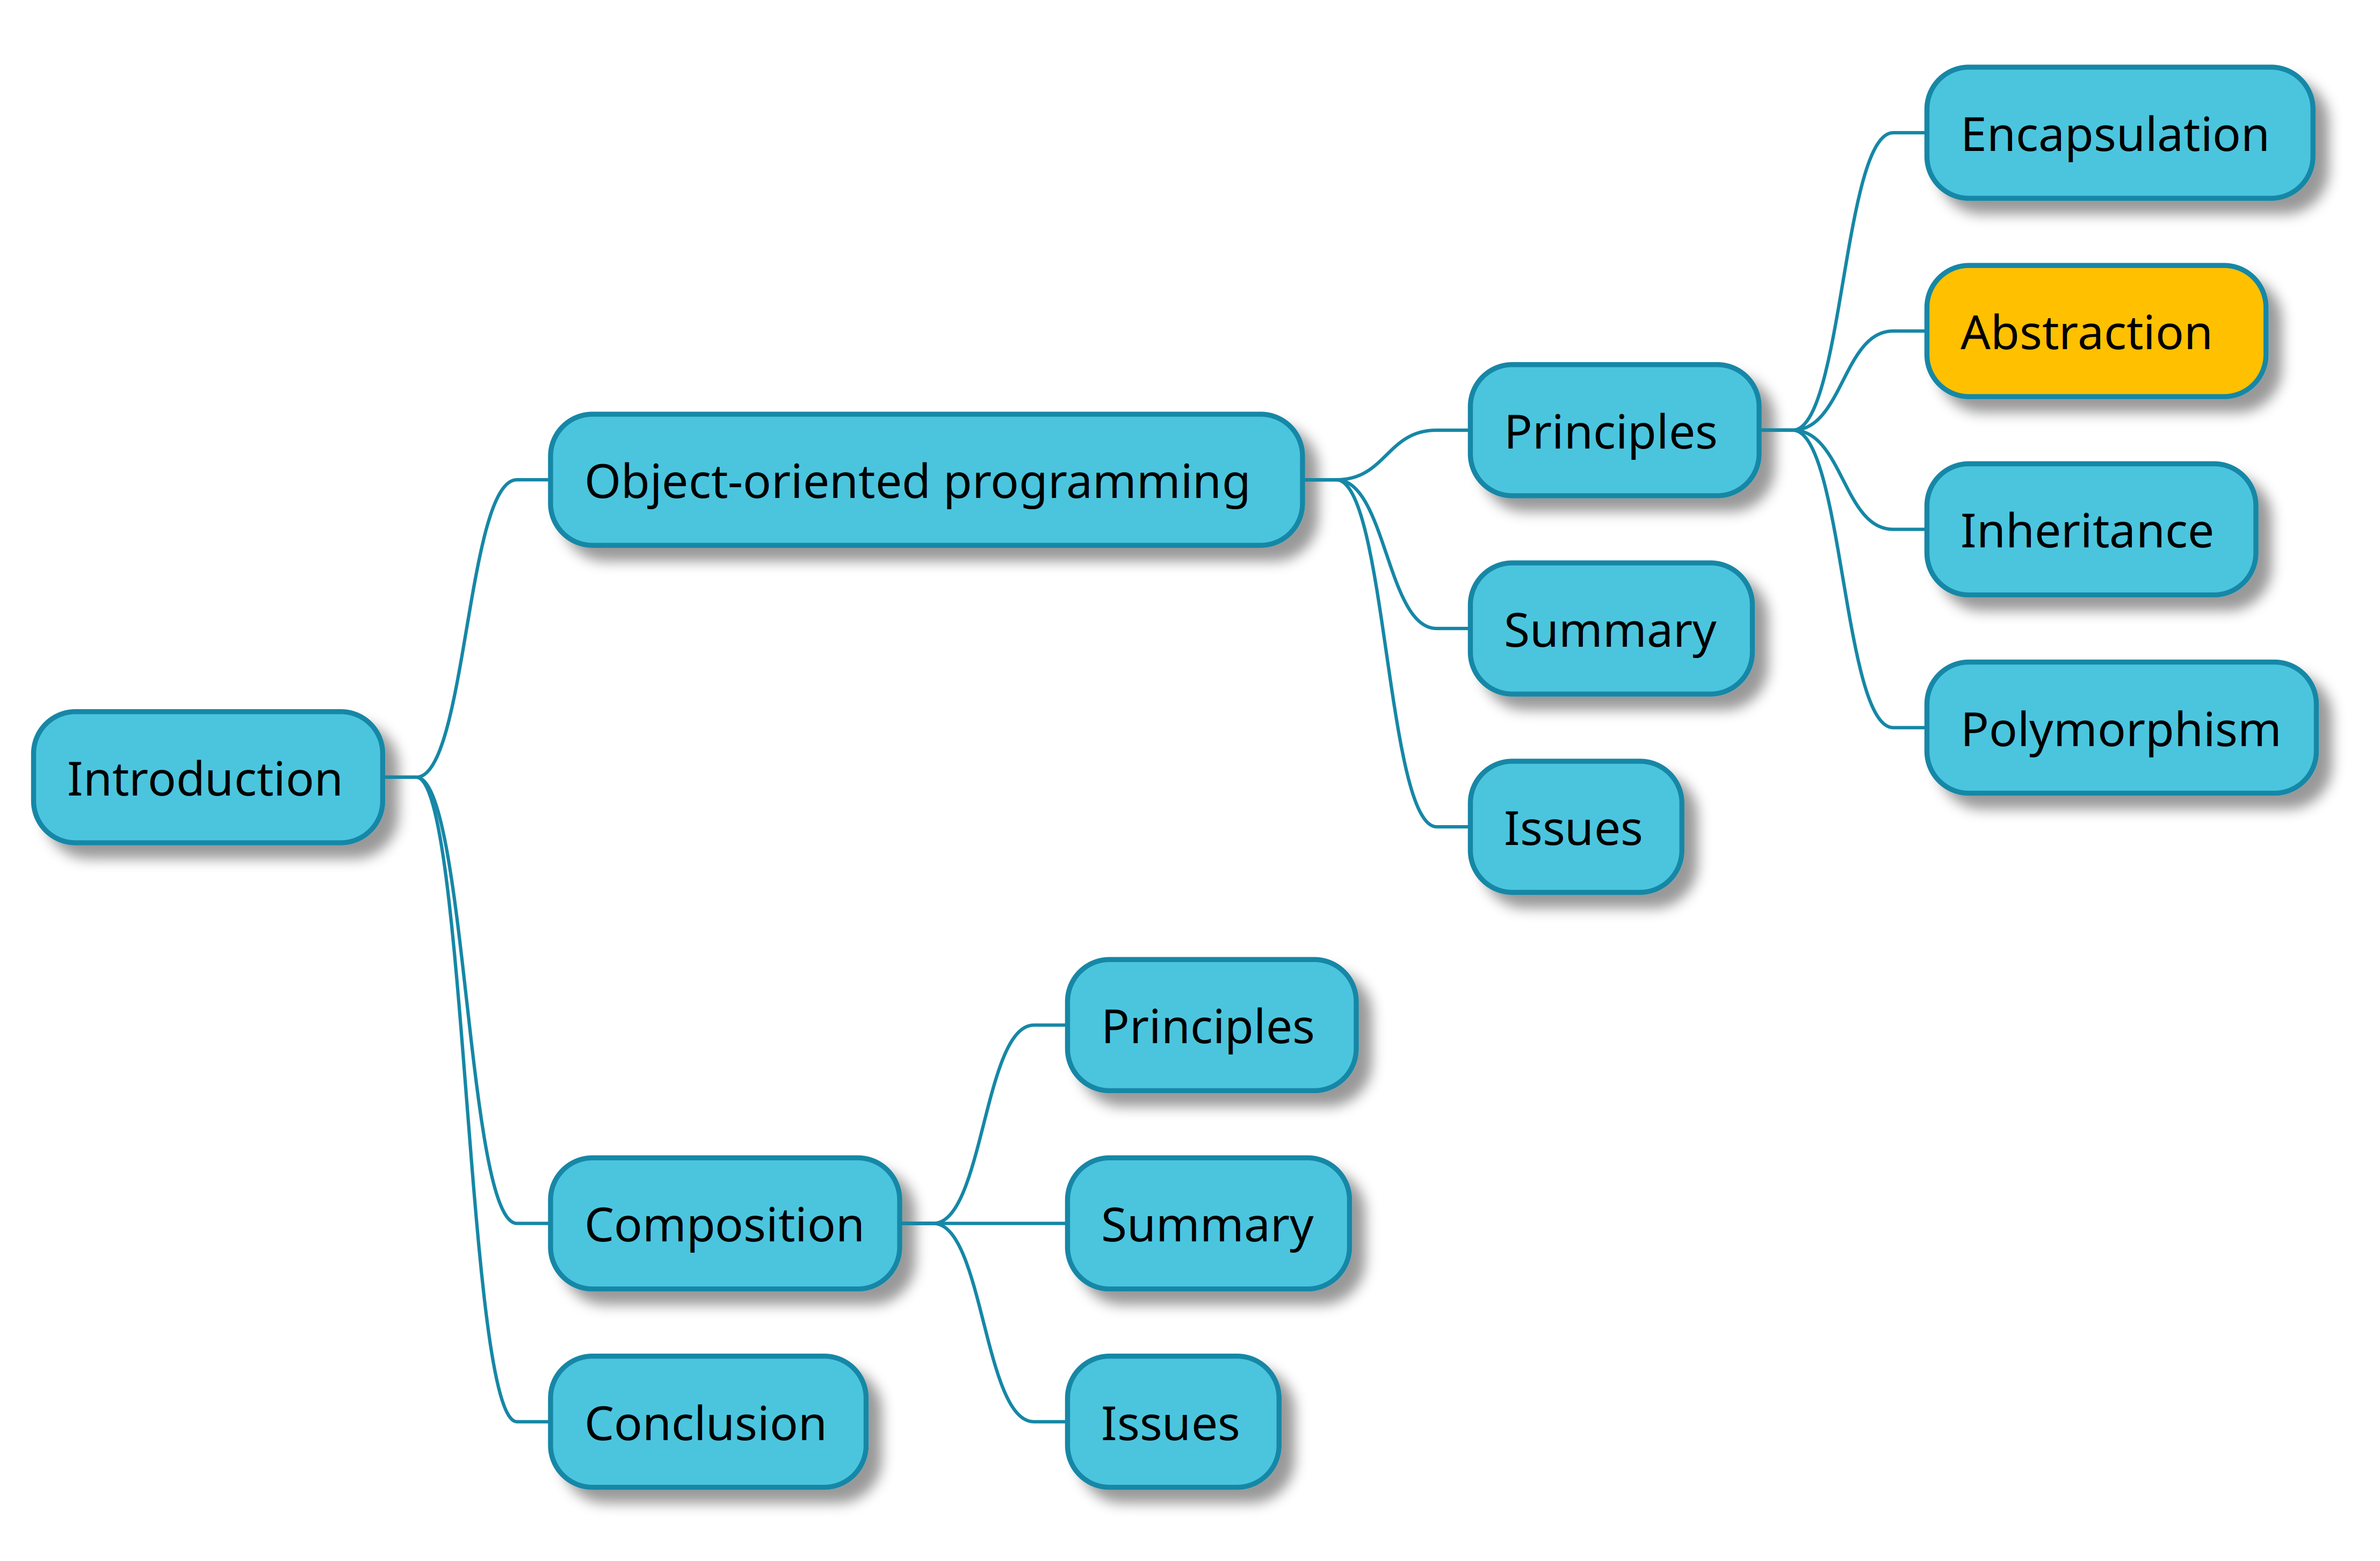 Introduction
Object-oriented programming
Principles
Encapsulation
Abstraction
Inheritance
Polymorphism
Summary
Issues
Composition
Principles
Summary
Issues
Conclusion